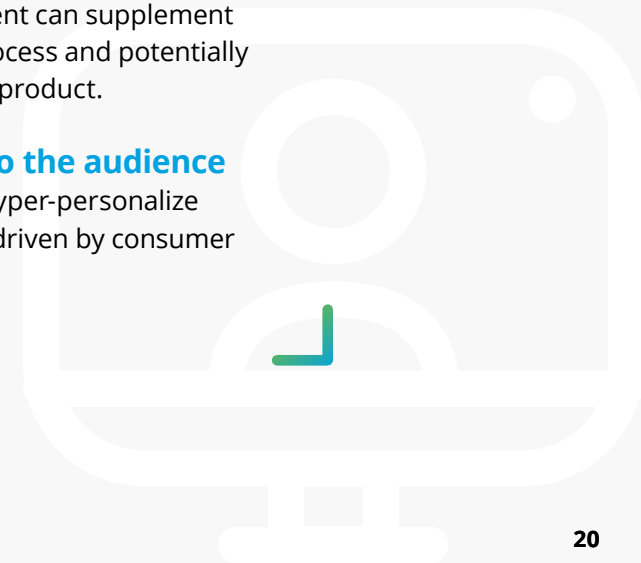 ent can supplement
ocess and potentially
product.
o the audience
yper-personalize
driven by consumer
20